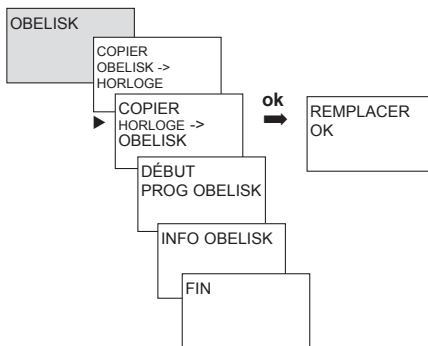 OBELISK
COPIER
OBELISK ->
HORLOGE
COPIER
HORLOGE ->
OBELISK
ok
REMPLACER
OK
DÉBUT
PROG OBELISK
INFO OBELISK
FIN